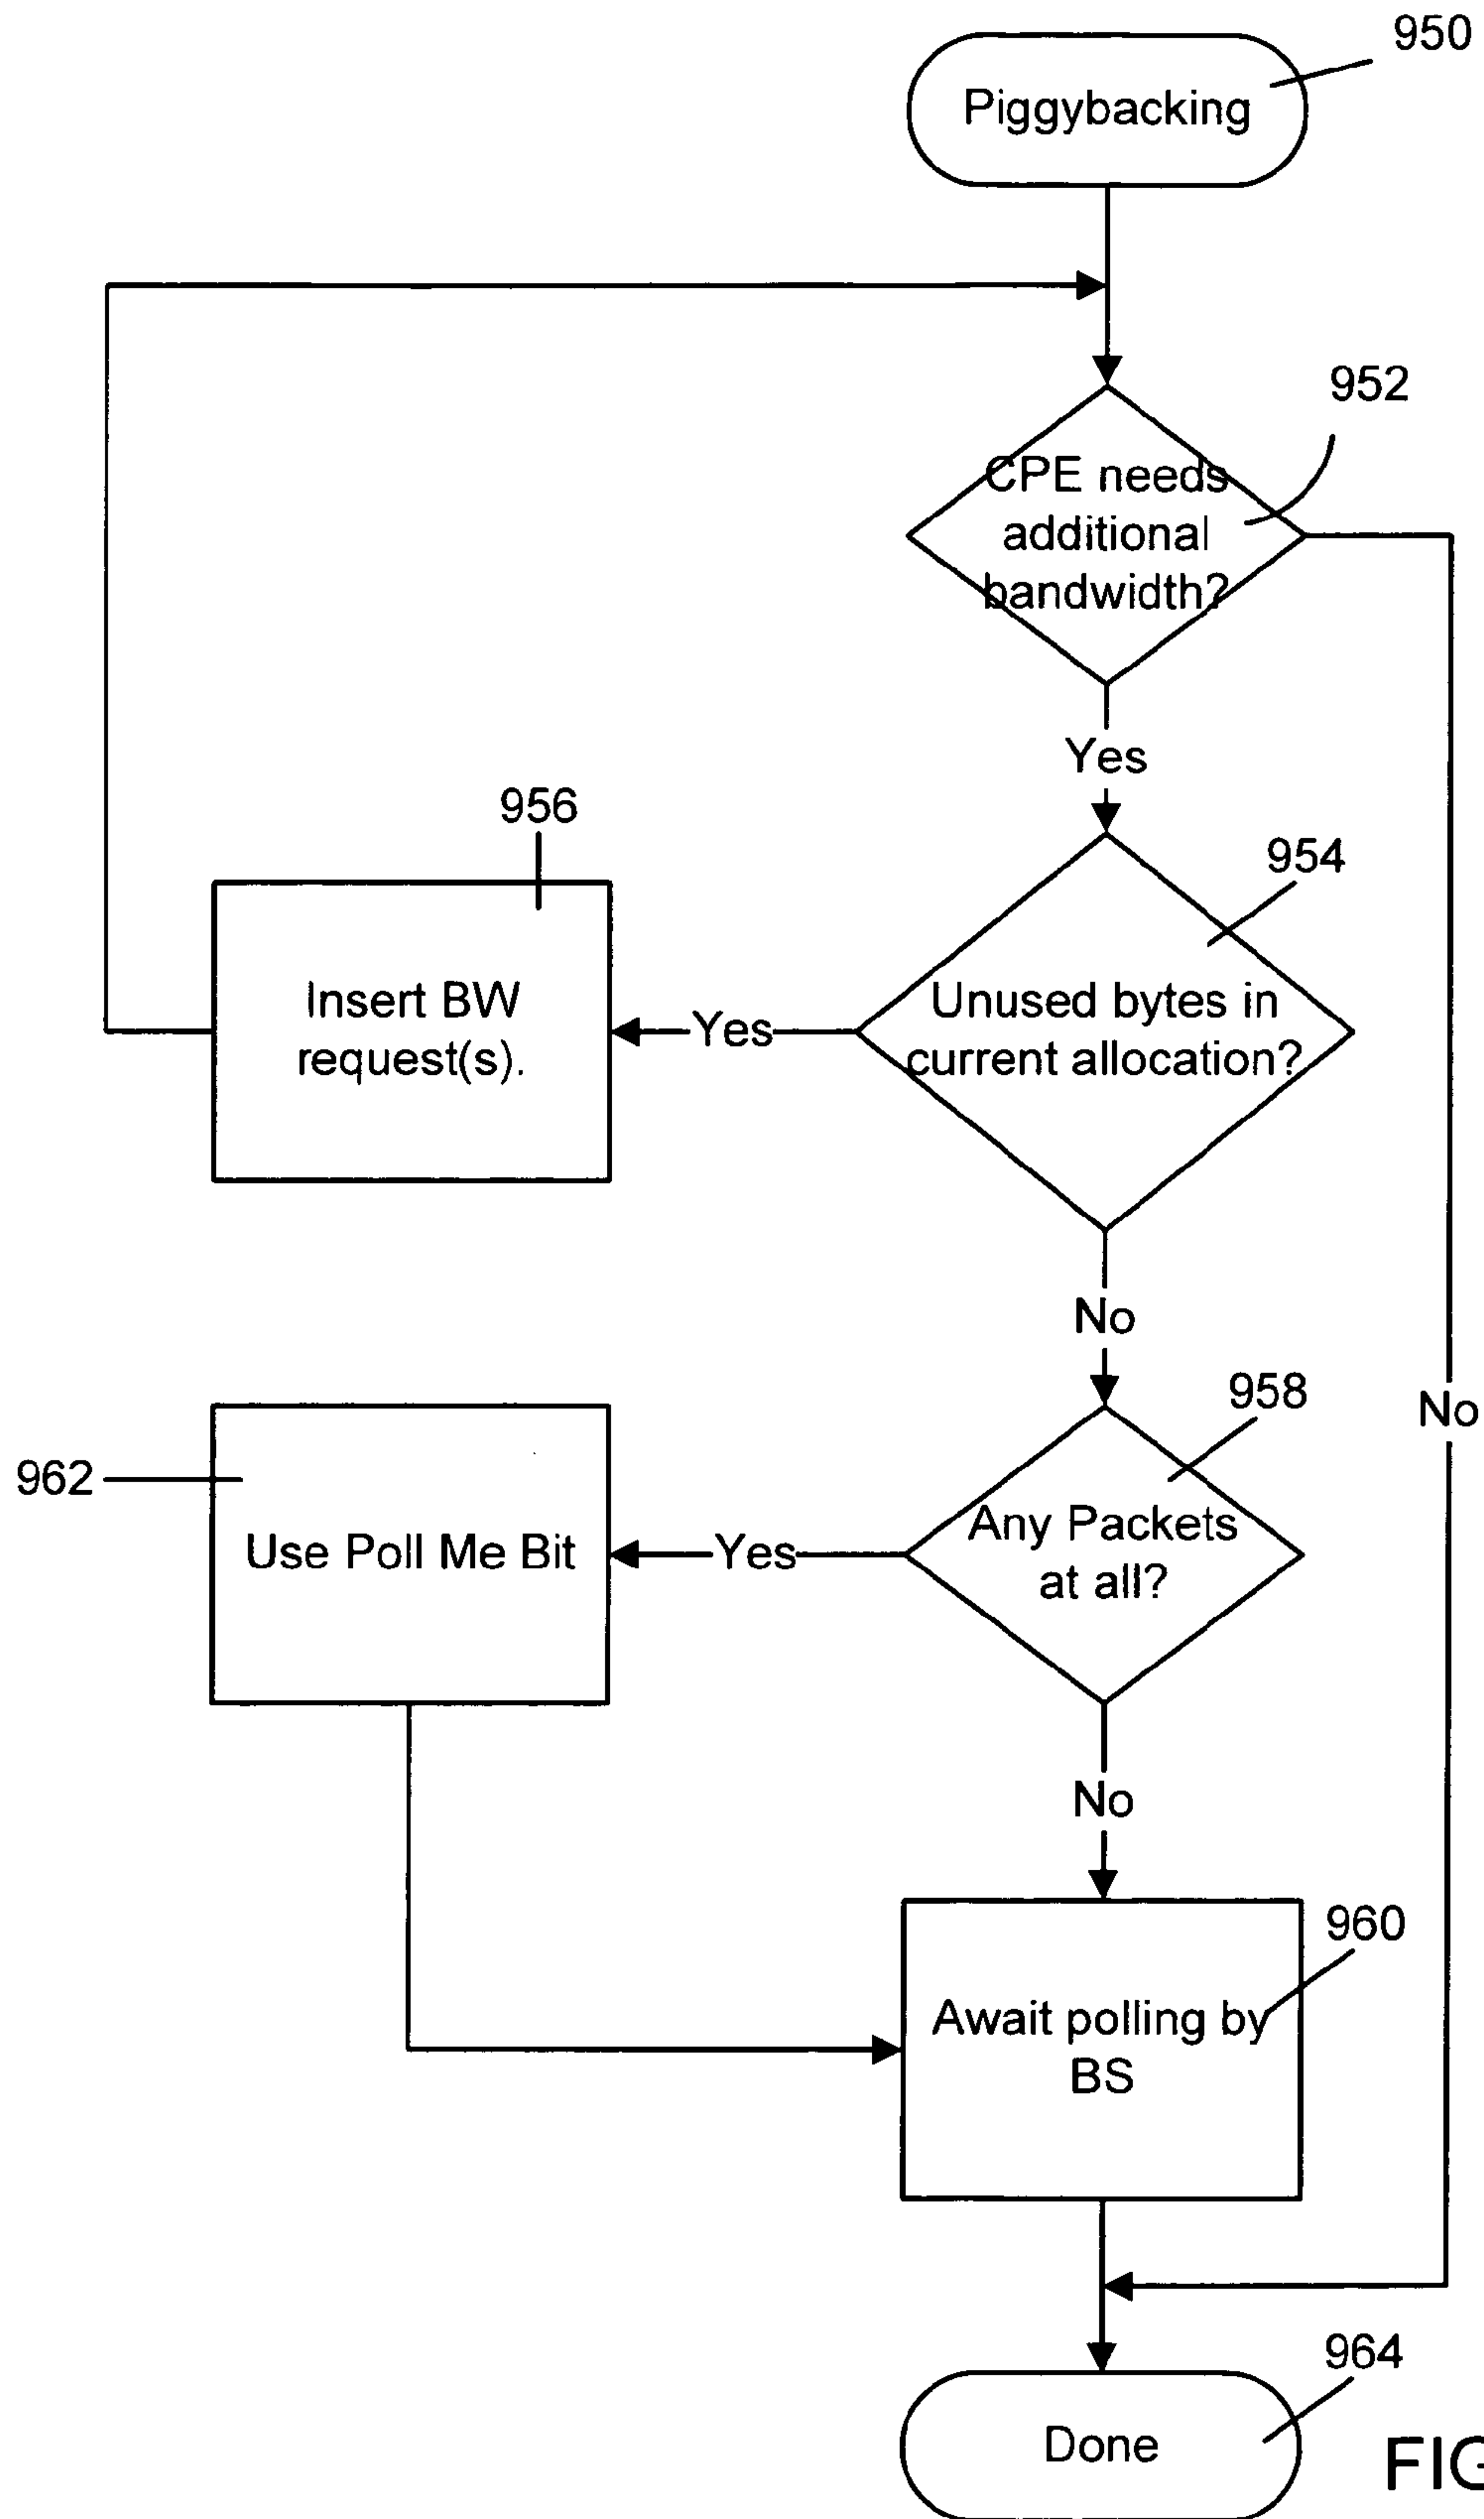 950
Piggybacking
952
CPE needs
additional
bandwidth?
Yes
956
954
Insert BW
request(s).
Yes
Unused bytes in
current allocation?
No
958
No
962
Use Poll Me Bit
Yes
Any Packets
at all?
No
960
Await polling by
BS
964
Done